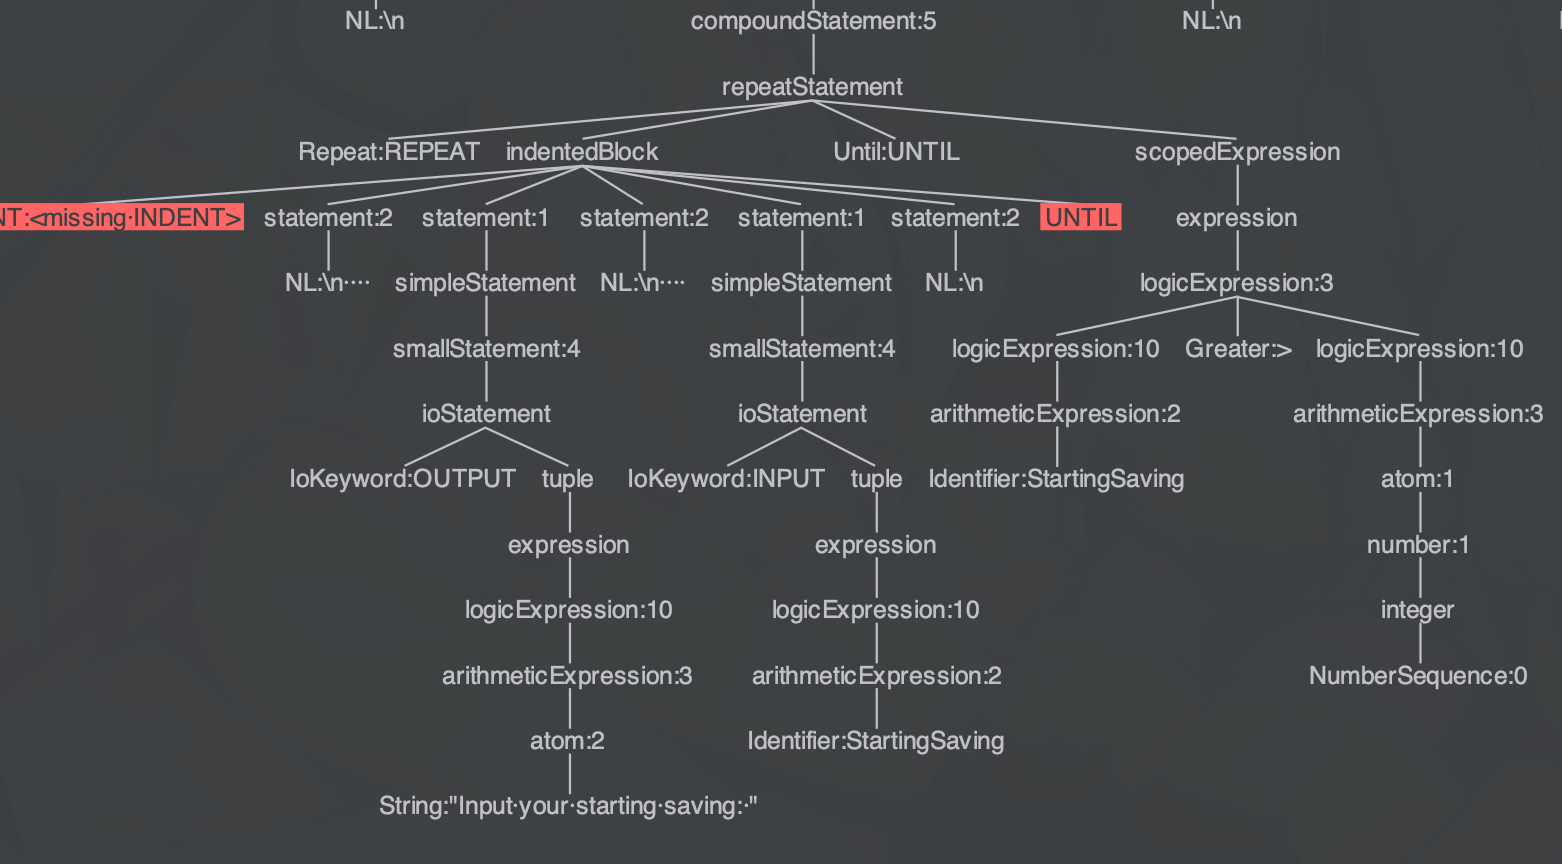 NL:\n compoundStatement:5 NL:\n
repeatStatement
Repeat:REPEAT indentedBlock Until:UNTIL scopedExpression
NT:<missing·INDENT> statement:2 statement:1 statement:2 statement:1 statement:2 UNTIL expression
NL:\n···· simpleStatement NL:\n···· simpleStatement NL:\n logicExpression:3
smallStatement:4 smallStatement:4 logicExpression:10 Greater:> logicExpression:10
ioStatement ioStatement arithmeticExpression:2 arithmeticExpression:3
IoKeyword:OUTPUT tuple IoKeyword:INPUT tuple Identifier:StartingSaving atom:1
expression expression number:1
logicExpression:10 logicExpression:10 integer
arithmeticExpression:3 arithmeticExpression:2 NumberSequence:0
atom:2 Identifier:StartingSaving
String:"Input·your·starting·saving:·"